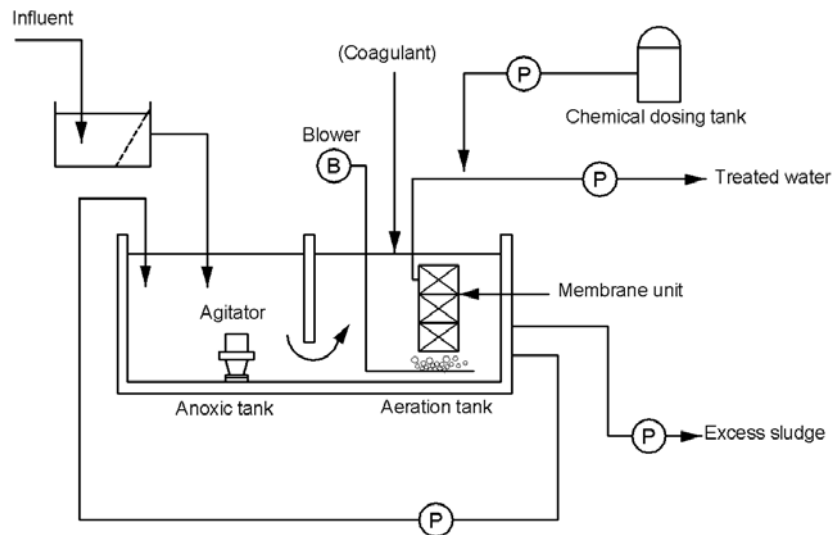 Influent
(Coagulant)
P
Chemical dosing tank
Blower
B
P
Treated water
Membrane unit
Agitator
Anoxic tank
Aeration tank
P
Excess sludge
P